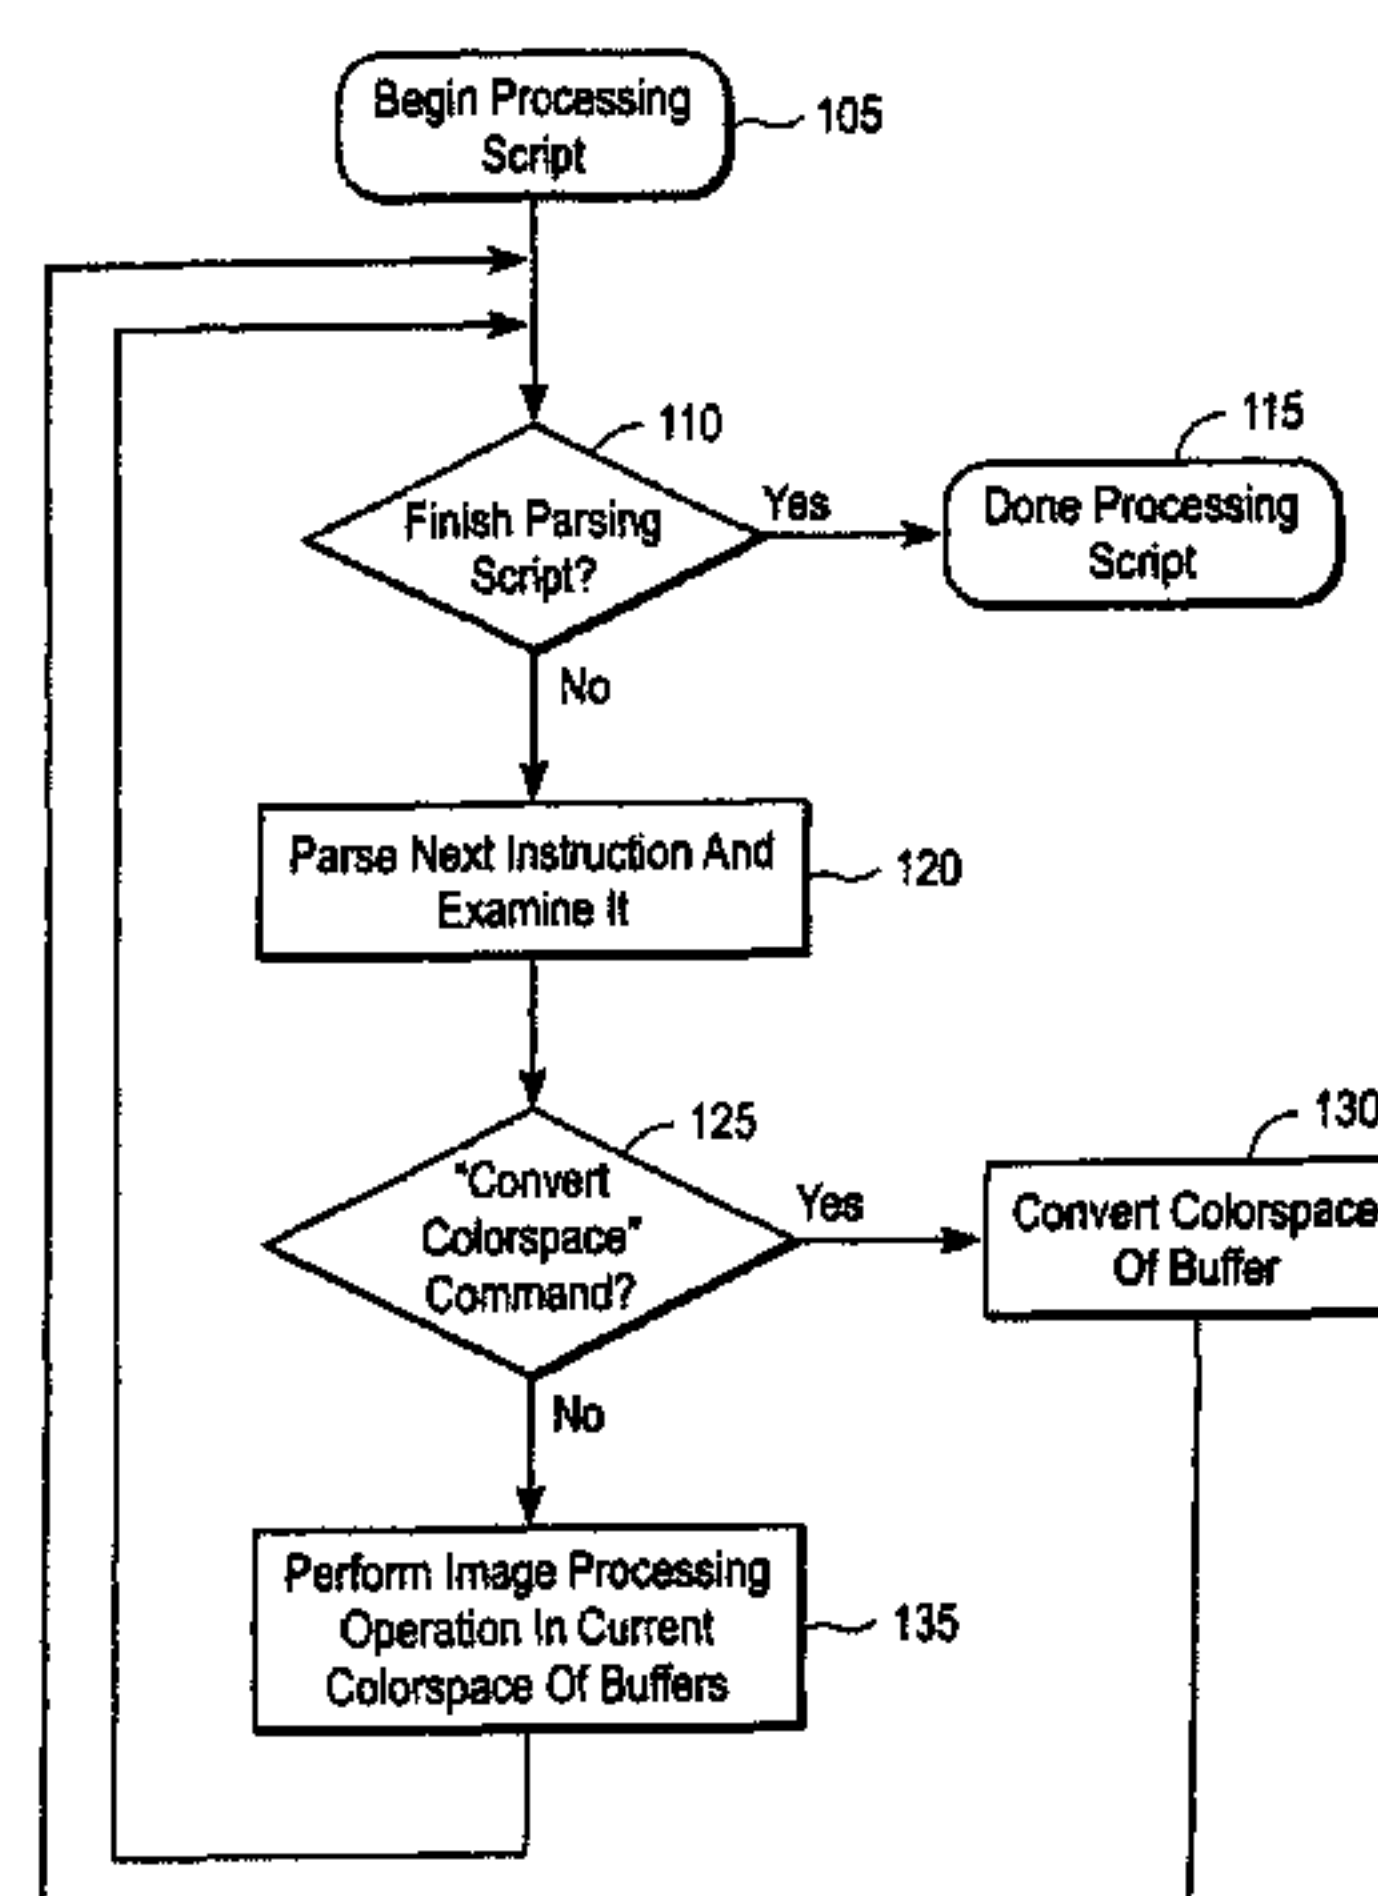 Begin Processing
Script
105
110
Finish Parsing
Script?
Yes
115
Done Processing
Script
No
Parse Next Instruction And
Examine It
120
125
"Convert
Colorspace"
Command?
Yes
130
Convert Colorspace
Of Buffer
No
Perform Image Processing
Operation In Current
Colorspace Of Buffers
135